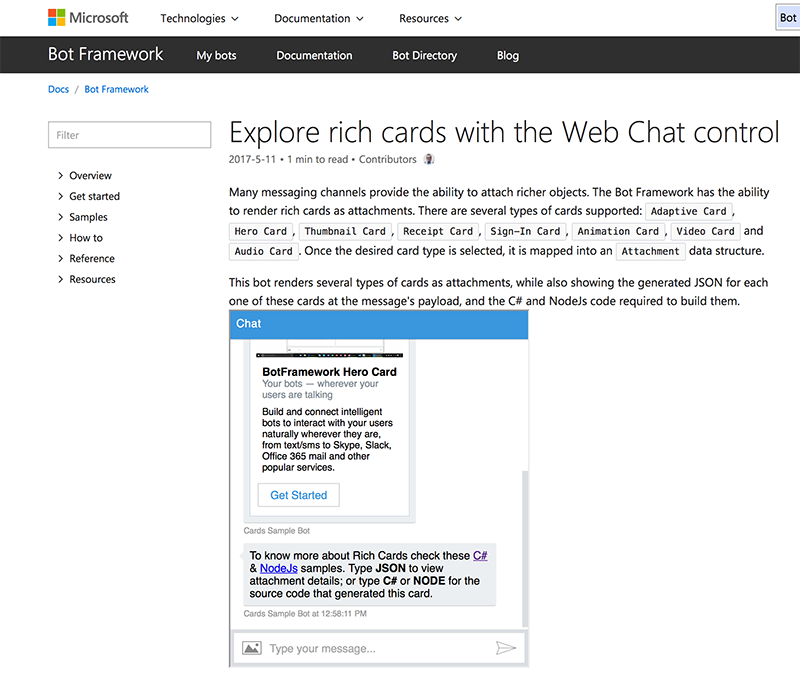 Microsoft Technologies Documentation Resources Bot
Bot Framework My bots Documentation Bot Directory Blog
Docs / Bot Framework
Filter
Overview
Get started
Samples
How to
Reference
Resources
Explore rich cards with the Web Chat control
2017-5-11 • 1 min to read • Contributors
Many messaging channels provide the ability to attach richer objects. The Bot Framework has the ability
to render rich cards as attachments. There are several types of cards supported: Adaptive Card,
Hero Card, Thumbnail Card, Receipt Card, Sign-In Card, Animation Card, Video Card and
Audio Card. Once the desired card type is selected, it is mapped into an Attachment data structure.
This bot renders several types of cards as attachments, while also showing the generated JSON for each
one of these cards at the message's payload, and the C# and NodeJs code required to build them.
Chat
BotFramework Hero Card
Your bots — wherever your
users are talking
Build and connect intelligent
bots to interact with your users
naturally wherever they are,
from text/sms to Skype, Slack,
Office 365 mail and other
popular services.
Get Started
Cards Sample Bot
To know more about Rich Cards check these C#
& NodeJs samples. Type JSON to view
attachment details; or type C# or NODE for the
source code that generated this card.
Cards Sample Bot at 12:58:11 PM
Type your message...